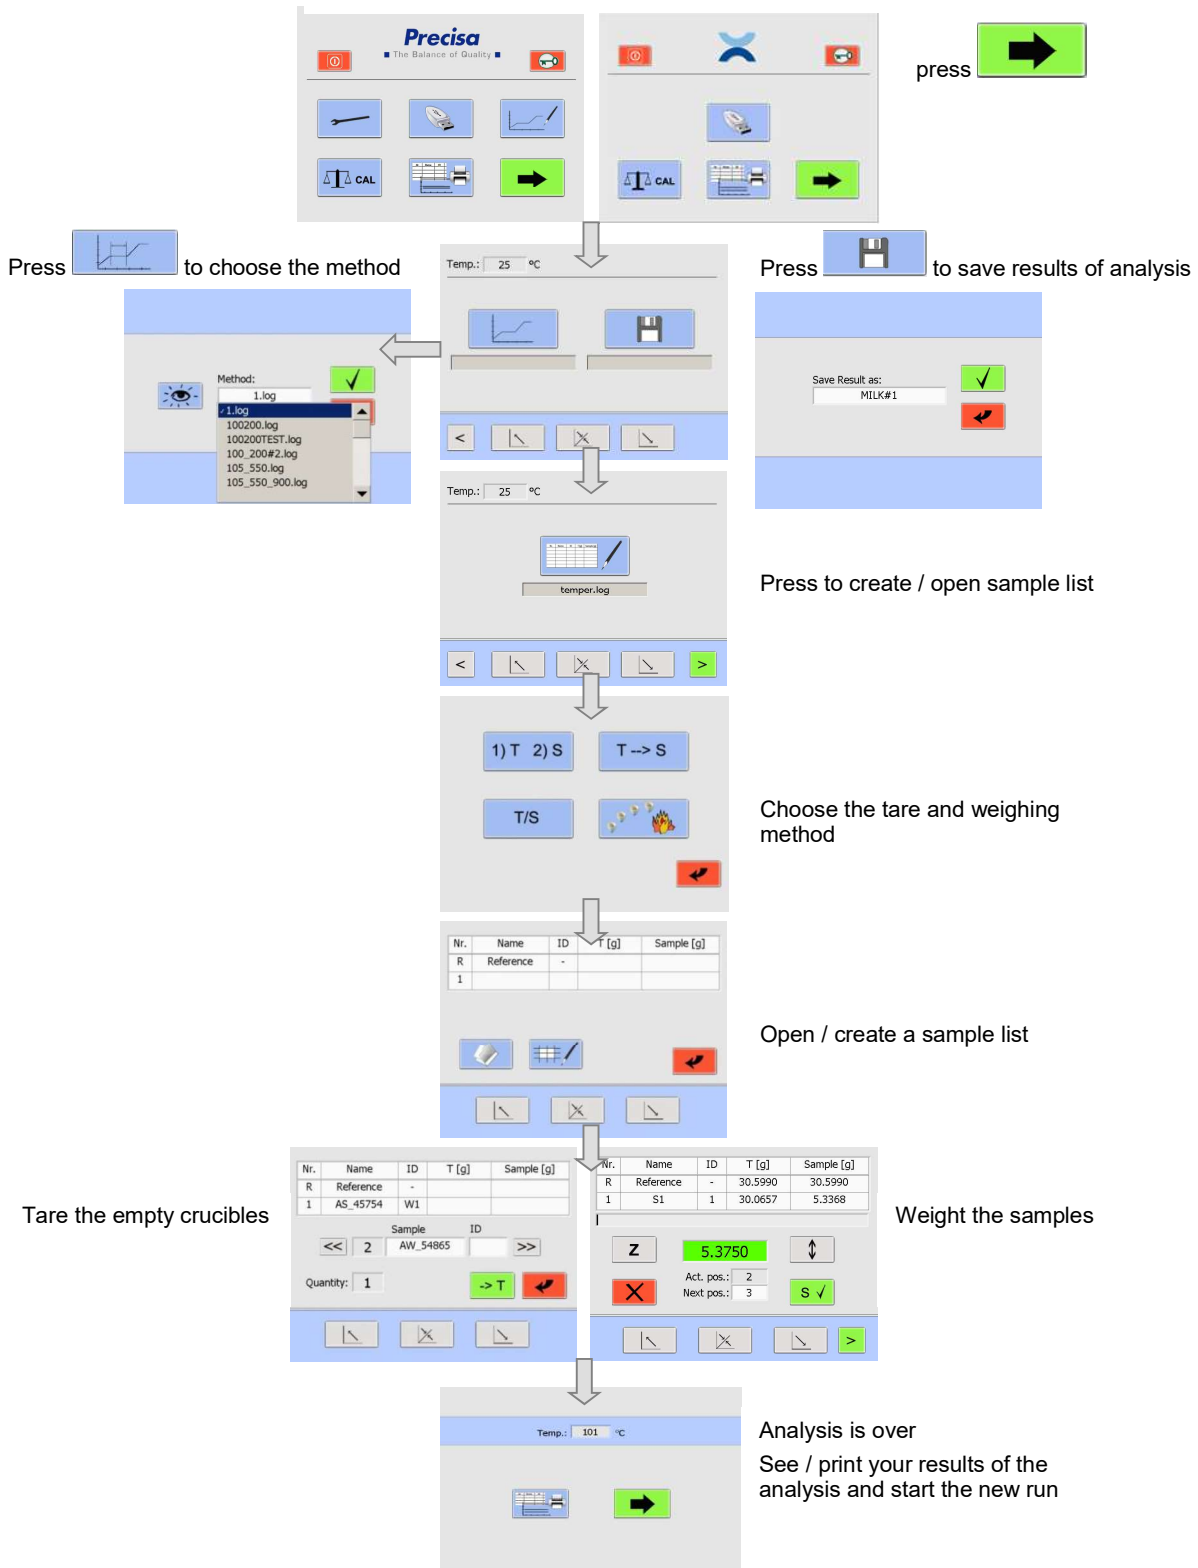 Precisa
The Balance of Quality
press
CAL
CAL
Press to choose the method
Temp.: 25 °C
Press to save results of analysis
Method:
1.log
✓1.log
100200.log
100200TEST.log
100_200#2.log
105_550.log
105_550_900.log
Save Result as:
MILK#1
<
Temp.: 25 °C
temper.log
Press to create / open sample list
< >
1) T 2) S T --> S
T/S
Choose the tare and weighing
method
Nr. Name ID T [g] Sample [g]
R Reference -
1
Open / create a sample list
Tare the empty crucibles
Nr. Name ID T [g] Sample [g]
R Reference -
1 AS_45754 W1
Sample ID
<< 2 AW_54865 >>
Quantity: 1 -> T
Nr. Name ID T [g] Sample [g]
R Reference - 30.5990 30.5990
1 S1 1 30.0657 5.3368
Z 5.3750
Act. pos.: 2
Next pos.: 3
S √
>
Weight the samples
Temp.: 101 °C
Analysis is over
See / print your results of the
analysis and start the new run